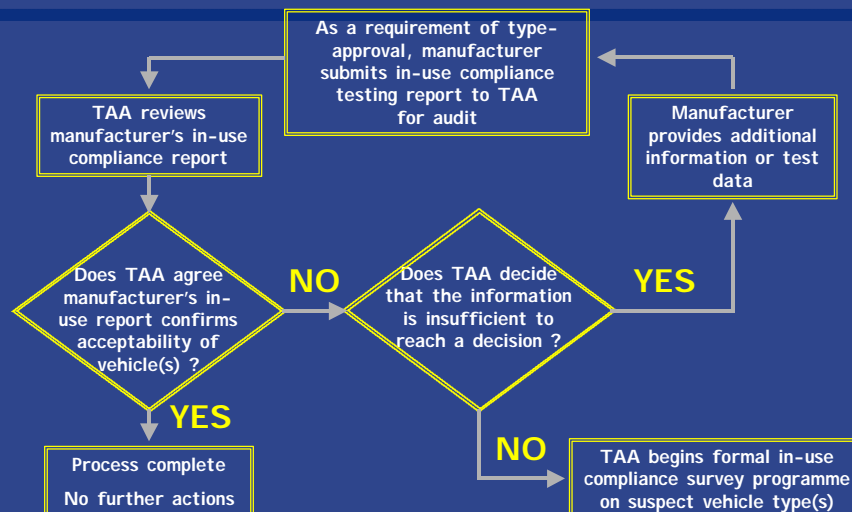 As a requirement of type-
approval, manufacturer
submits in-use compliance
testing report to TAA
for audit
TAA reviews
manufacturer's in-use
compliance report
Manufacturer
provides additional
information or test
data
Does TAA agree
manufacturer's in-
use report confirms
acceptability of
vehicle(s) ?
NO
Does TAA decide
that the information
is insufficient to
reach a decision ?
YES
YES
Process complete
No further actions
NO
TAA begins formal in-use
compliance survey programme
on suspect vehicle type(s)